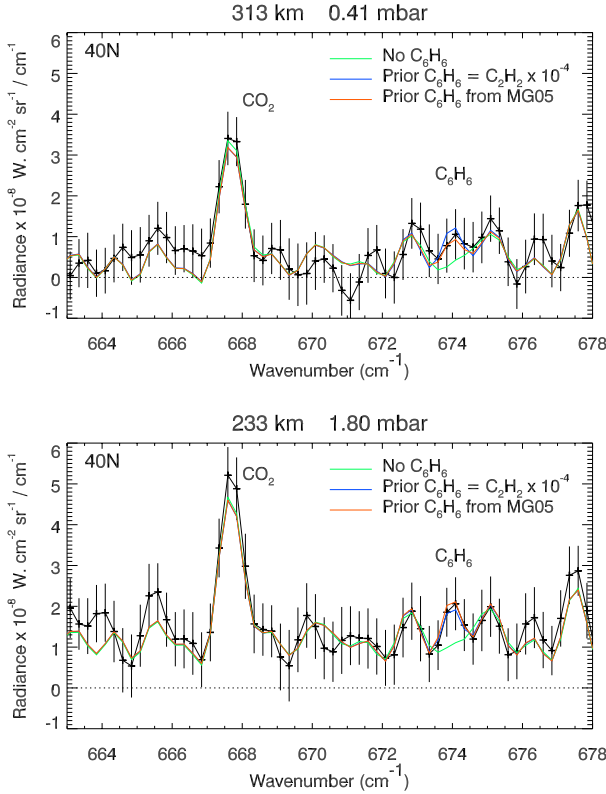 313 km 0.41 mbar
40N
No C₆H₆
Prior C₆H₆ = C₂H₂ x 10⁻⁴
Prior C₆H₆ from MG05
CO₂
C₆H₆
6
5
4
3
2
1
0
-1
Radiance x 10⁻⁸ W. cm⁻² sr⁻¹ / cm⁻¹
664 666 668 670 672 674 676 678
Wavenumber (cm⁻¹)
233 km 1.80 mbar
40N
No C₆H₆
Prior C₆H₆ = C₂H₂ x 10⁻⁴
Prior C₆H₆ from MG05
CO₂
C₆H₆
6
5
4
3
2
1
0
-1
Radiance x 10⁻⁸ W. cm⁻² sr⁻¹ / cm⁻¹
664 666 668 670 672 674 676 678
Wavenumber (cm⁻¹)